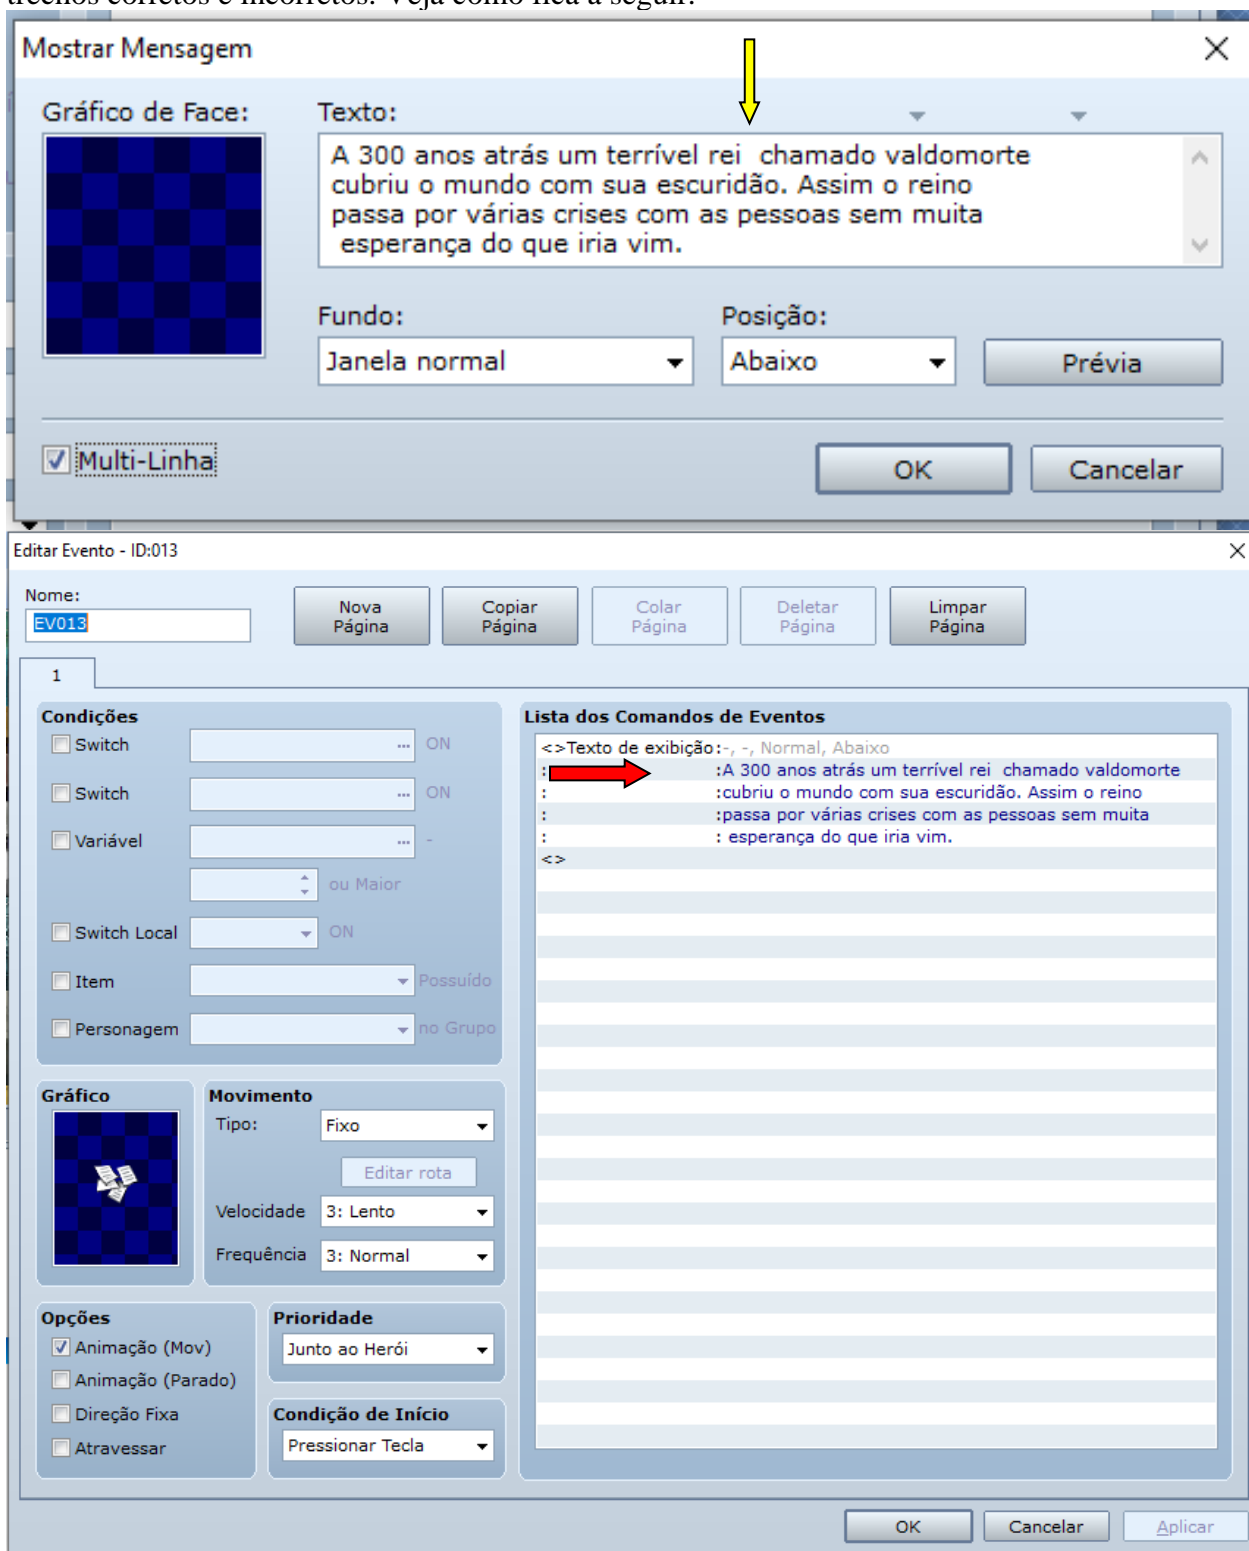 trechos corretos e incorretos. Veja como fica a seguir:
Mostrar Mensagem
Gráfico de Face: Texto:
A 300 anos atrás um terrível rei  chamado valdomorte
cubriu o mundo com sua escuridão. Assim o reino
passa por várias crises com as pessoas sem muita
esperança do que iria vim.
Fundo: Posição:
Janela normal Abaixo Prévia
Multi-Linha OK Cancelar
Editar Evento - ID:013
Nome:
EV013
Nova Página
Copiar Página
Colar Página
Deletar Página
Limpar Página
1
Condições
Switch ... ON
Switch ... ON
Variável ... -
ou Maior
Switch Local ON
Item Possuído
Personagem no Grupo
Lista dos Comandos de Eventos
<>Texto de exibição:-, -, Normal, Abaixo
: :A 300 anos atrás um terrível rei  chamado valdomorte
: :cubriu o mundo com sua escuridão. Assim o reino
: :passa por várias crises com as pessoas sem muita
: : esperança do que iria vim.
<>
Gráfico
Movimento
Tipo: Fixo
Editar rota
Velocidade 3: Lento
Frequência 3: Normal
Opções
Animação (Mov)
Animação (Parado)
Direção Fixa
Atravessar
Prioridade
Junto ao Herói
Condição de Início
Pressionar Tecla
OK Cancelar Aplicar